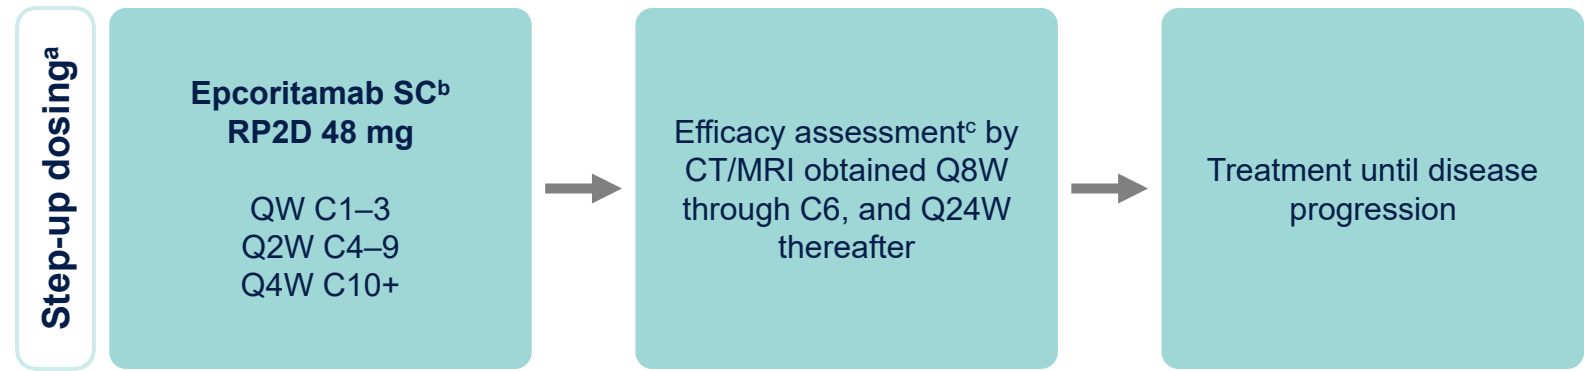 Step-up dosingᵃ
Epcoritamab SCᵇ
RP2D 48 mg
QW C1–3
Q2W C4–9
Q4W C10+
Efficacy assessmentᶜ by
CT/MRI obtained Q8W
through C6, and Q24W
thereafter
Treatment until disease
progression